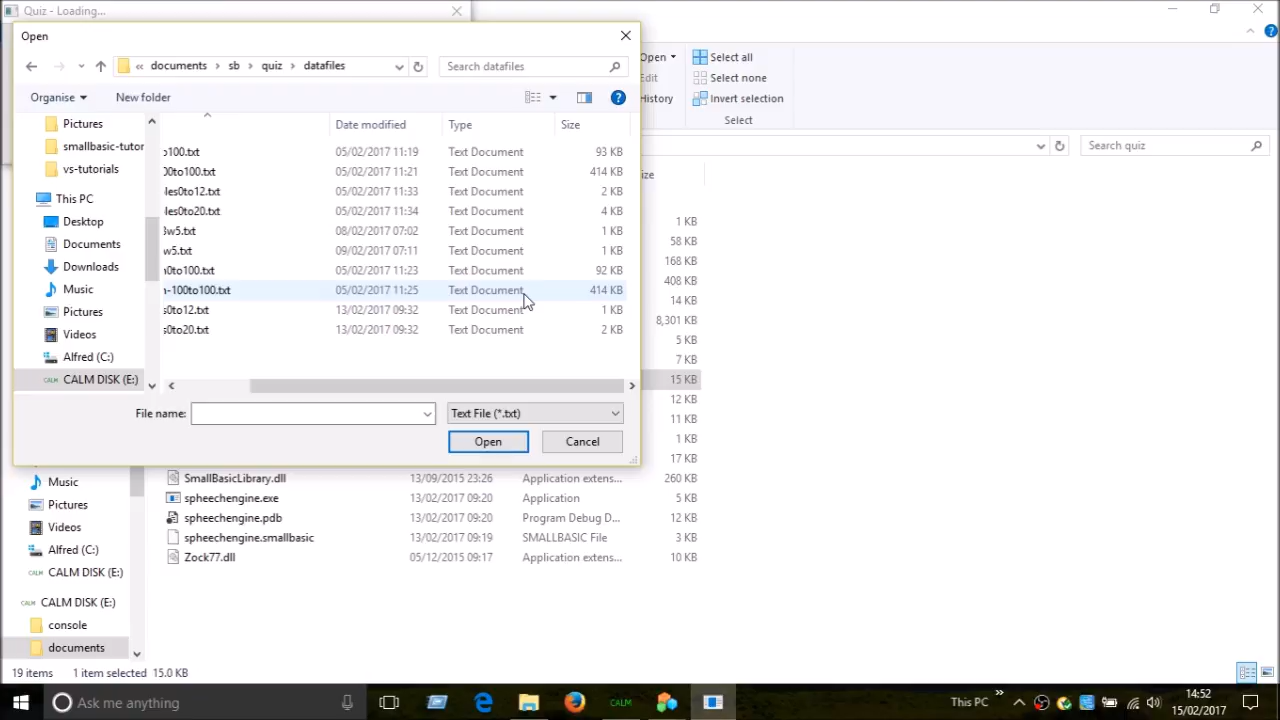 Quiz - Loading...
Open
« documents › sb › quiz › datafiles
Search datafiles
Organise
New folder
Pictures
smallbasic-tutor
vs-tutorials
This PC
Desktop
Documents
Downloads
Music
Pictures
Videos
Alfred (C:)
CALM DISK (E:)
Date modified Type Size
o100.txt 05/02/2017 11:19 Text Document 93 KB
00to100.txt 05/02/2017 11:21 Text Document 414 KB
les0to12.txt 05/02/2017 11:33 Text Document 2 KB
les0to20.txt 05/02/2017 11:34 Text Document 4 KB
w5.txt 08/02/2017 07:02 Text Document 1 KB
w5.txt 09/02/2017 07:11 Text Document 1 KB
n0to100.txt 05/02/2017 11:23 Text Document 92 KB
n-100to100.txt 05/02/2017 11:25 Text Document 414 KB
s0to12.txt 13/02/2017 09:32 Text Document 1 KB
s0to20.txt 13/02/2017 09:32 Text Document 2 KB
File name:
Text File (*.txt)
Open
Cancel
Open
Edit
History
Select all
Select none
Invert selection
Select
Search quiz
ize
1 KB
58 KB
168 KB
408 KB
14 KB
8,301 KB
5 KB
7 KB
15 KB
12 KB
11 KB
1 KB
17 KB
SmallBasicLibrary.dll 13/09/2015 23:26 Application extens... 260 KB
spheechengine.exe 13/02/2017 09:20 Application 5 KB
spheechengine.pdb 13/02/2017 09:20 Program Debug D... 12 KB
spheechengine.smallbasic 13/02/2017 09:19 SMALLBASIC File 3 KB
Zock77.dll 05/12/2015 09:17 Application extens... 10 KB
Music
Pictures
Videos
Alfred (C:)
CALM DISK (E:)
CALM DISK (E:)
console
documents
19 items 1 item selected 15.0 KB
Ask me anything
CALM
This PC
14:52
15/02/2017